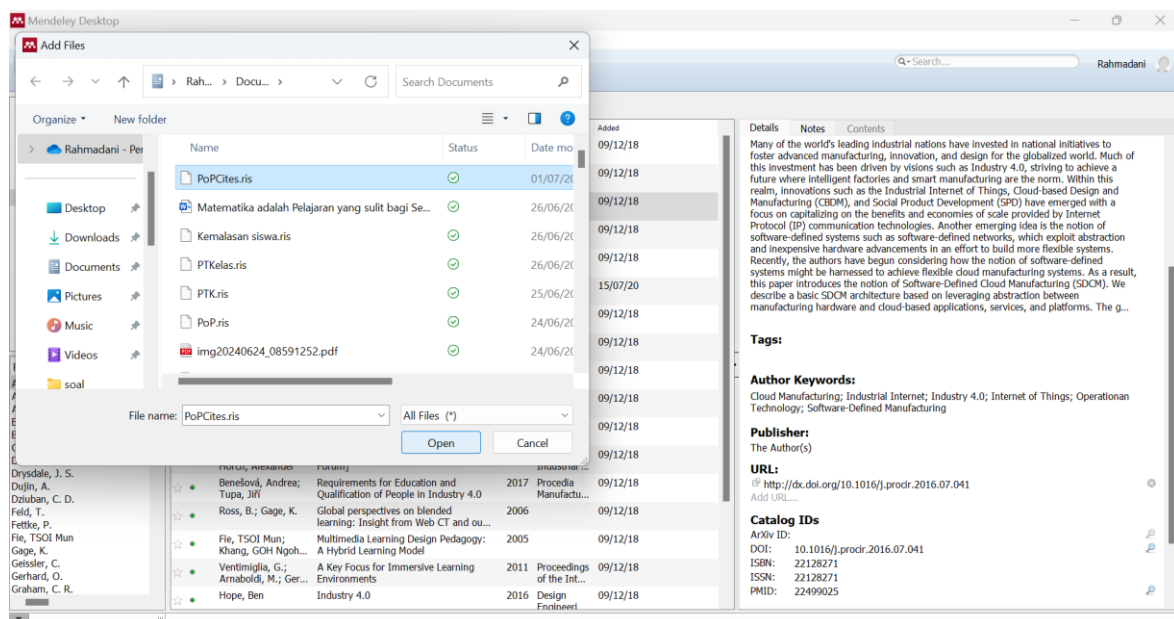 Mendeley Desktop
Add Files
Rah... > Docu... >
Search Documents
Organize
New folder
Rahmadani - Per
Desktop
Downloads
Documents
Pictures
Music
Videos
soal
Name Status Date mo
PoPCites.ris 01/07/20
Matematika adalah Pelajaran yang sulit bagi Se... 26/06/20
Kemalasan siswa.ris 26/06/20
PTKelas.ris 26/06/20
PTK.ris 25/06/20
PoP.ris 24/06/20
img20240624_08591252.pdf 24/06/20
File name: PoPCites.ris All Files (*)
Open Cancel
Search...
Rahmadani
Added
09/12/18
09/12/18
09/12/18
09/12/18
09/12/18
15/07/20
09/12/18
09/12/18
09/12/18
09/12/18
09/12/18
09/12/18
Horch, Alexander Forum] Industrial ...
Benešová, Andrea; Requirements for Education and 2017 Procedia 09/12/18
Tupa, Jiří Qualification of People in Industry 4.0 Manufactu...
Ross, B.; Gage, K. Global perspectives on blended 2006 09/12/18
learning: Insight from Web CT and ou...
Fie, TSOI Mun; Multimedia Learning Design Pedagogy: 2005 09/12/18
Khang, GOH Ngoh... A Hybrid Learning Model
Ventimiglia, G.; A Key Focus for Immersive Learning 2011 Proceedings 09/12/18
Arnaboldi, M.; Ger... Environments of the Int...
Hope, Ben Industry 4.0 2016 Design 09/12/18
Engineeri
Drysdale, J. S.
Dujin, A.
Dziuban, C. D.
Feld, T.
Fettke, P.
Fie, TSOI Mun
Gage, K.
Geissler, C.
Gerhard, O.
Graham, C. R.
Details Notes Contents
Many of the world's leading industrial nations have invested in national initiatives to
foster advanced manufacturing, innovation, and design for the globalized world. Much of
this investment has been driven by visions such as Industry 4.0, striving to achieve a
future where intelligent factories and smart manufacturing are the norm. Within this
realm, innovations such as the Industrial Internet of Things, Cloud-based Design and
Manufacturing (CBDM), and Social Product Development (SPD) have emerged with a
focus on capitalizing on the benefits and economies of scale provided by Internet
Protocol (IP) communication technologies. Another emerging idea is the notion of
software-defined systems such as software-defined networks, which exploit abstraction
and inexpensive hardware advancements in an effort to build more flexible systems.
Recently, the authors have begun considering how the notion of software-defined
systems might be harnessed to achieve flexible cloud manufacturing systems. As a result,
this paper introduces the notion of Software-Defined Cloud Manufacturing (SDCM). We
describe a basic SDCM architecture based on leveraging abstraction between
manufacturing hardware and cloud-based applications, services, and platforms. The g...
Tags:
Author Keywords:
Cloud Manufacturing; Industrial Internet; Industry 4.0; Internet of Things; Operationan
Technology; Software-Defined Manufacturing
Publisher:
The Author(s)
URL:
http://dx.doi.org/10.1016/j.procir.2016.07.041
Add URL...
Catalog IDs
ArXiv ID:
DOI: 10.1016/j.procir.2016.07.041
ISBN: 22128271
ISSN: 22128271
PMID: 22499025